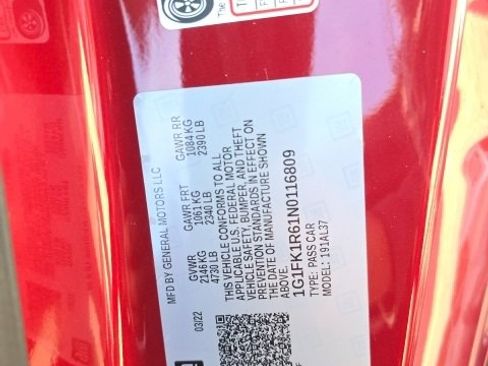 MFD BY GENERAL MOTORS LLC
03/22
GVWR GAWR FRT GAWR RR
2146 KG 1061 KG 1084 KG
4730 LB 2340 LB 2390 LB
THIS VEHICLE CONFORMS TO ALL
APPLICABLE U.S. FEDERAL MOTOR
VEHICLE SAFETY, BUMPER, AND THEFT
PREVENTION STANDARDS IN EFFECT ON
THE DATE OF MANUFACTURE SHOWN
ABOVE.
1G1FK1R61N0116809
TYPE: PASS CAR
MODEL: 191AL37
The